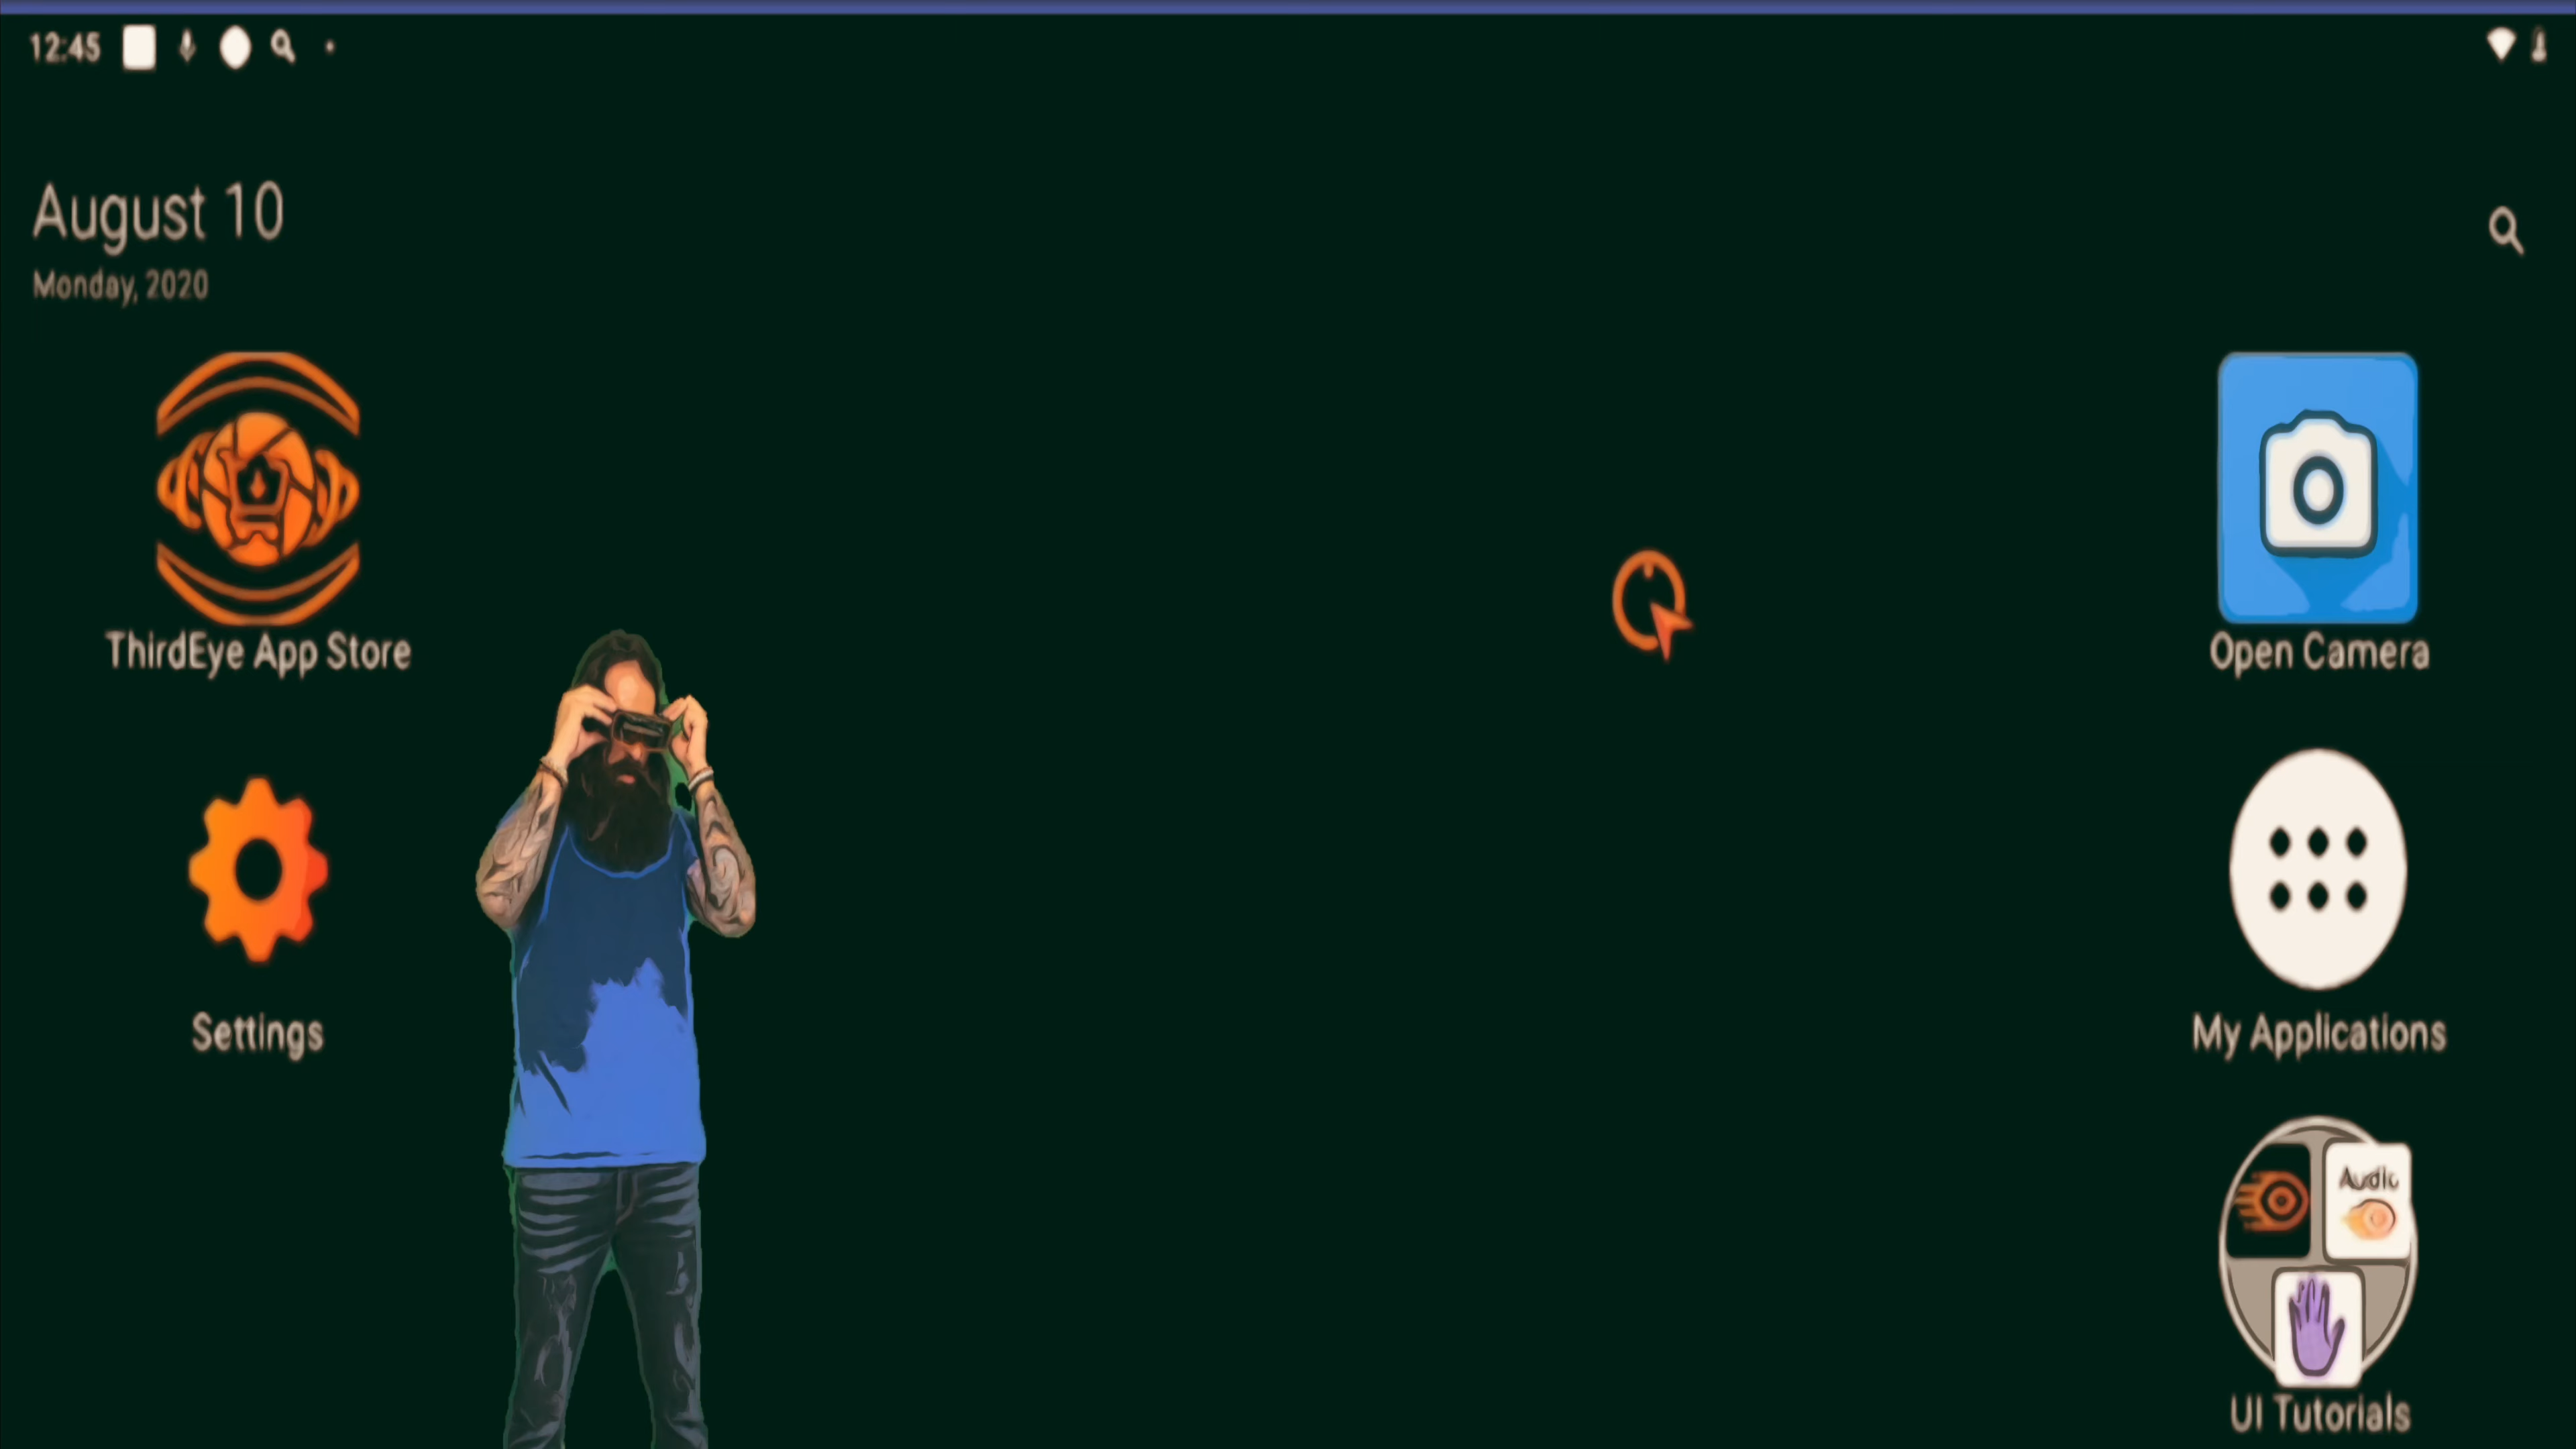 12:45
August 10
Monday, 2020
ThirdEye App Store
Open Camera
Settings
My Applications
Audio
UI Tutorials